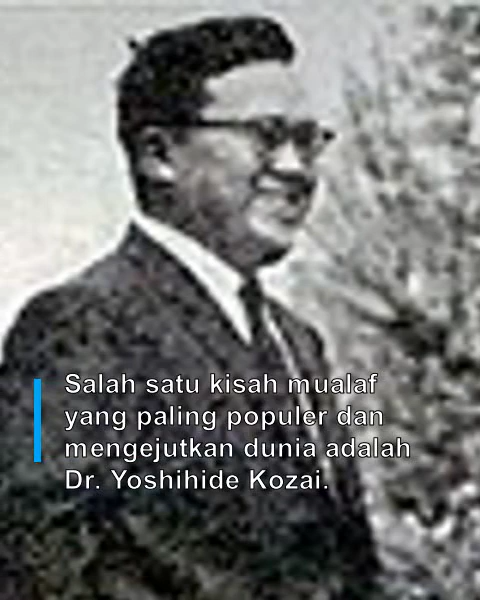 Salah satu kisah mualaf
yang paling populer dan
mengejutkan dunia adalah
Dr. Yoshihide Kozai.